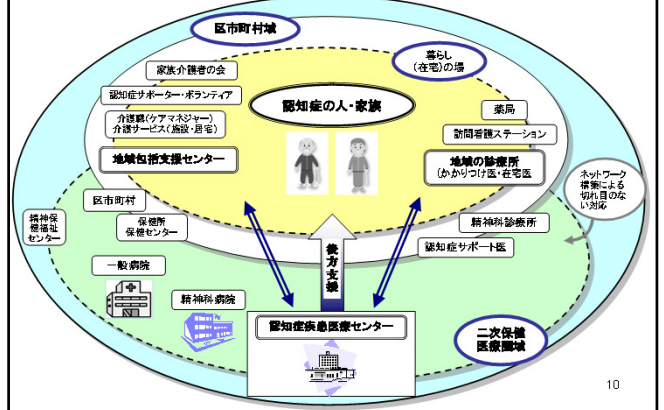 区市町村域
暮らし
(在宅)の場
家族介護者の会
認知症サポーター・ボランティア
介護職(ケアマネジャー)
介護サービス(施設・居宅)
地域包括支援センター
認知症の人・家族
薬局
訪問看護ステーション
地域の診療所
(かかりつけ医・在宅医
ネットワーク
構築による
切れ目のな
い対応
区市町村
保健所
保健センター
精神保
健福祉
センター
精神科診療所
認知症サポート医
一般病院
精神科病院
後方支援
認知症疾患医療センター
二次保健
医療圏域
10